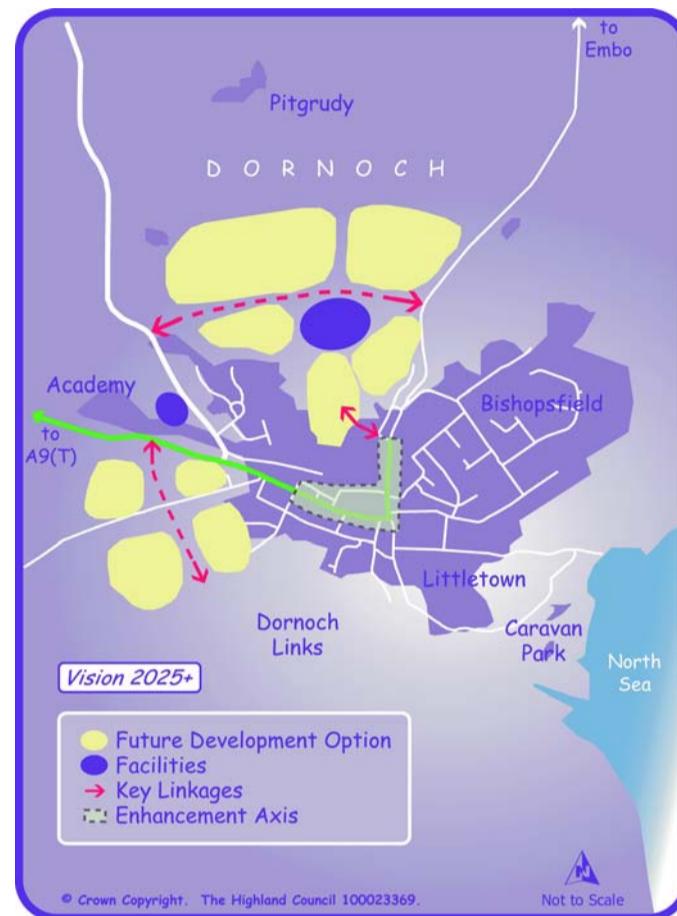 to
Embo
Pitgrudy
DORNOCH
Academy
to
A9(T)
Bishopsfield
Littletown
Dornoch
Links
Caravan
Park
North
Sea
Vision 2025+
Future Development Option
Facilities
Key Linkages
Enhancement Axis
N
© Crown Copyright. The Highland Council 100023369.
Not to Scale